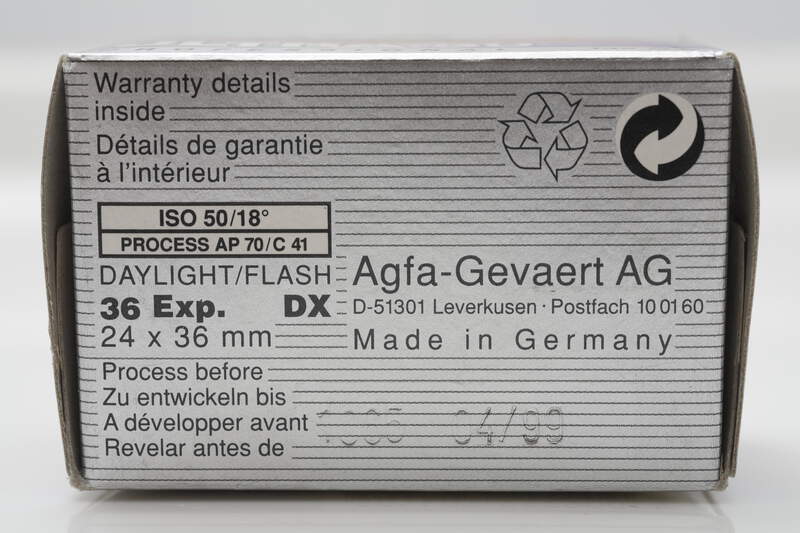 Warranty details
inside
Détails de garantie
à l'intérieur
ISO 50/18°
PROCESS AP 70/C 41
DAYLIGHT/FLASH
36 Exp. DX
24 x 36 mm
Agfa-Gevaert AG
D-51301 Leverkusen · Postfach 10 01 60
Made in Germany
Process before
Zu entwickeln bis
A développer avant
Revelar antes de
04/99